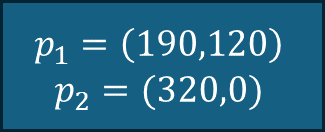 p₁ = (190,120)
p₂ = (320,0)